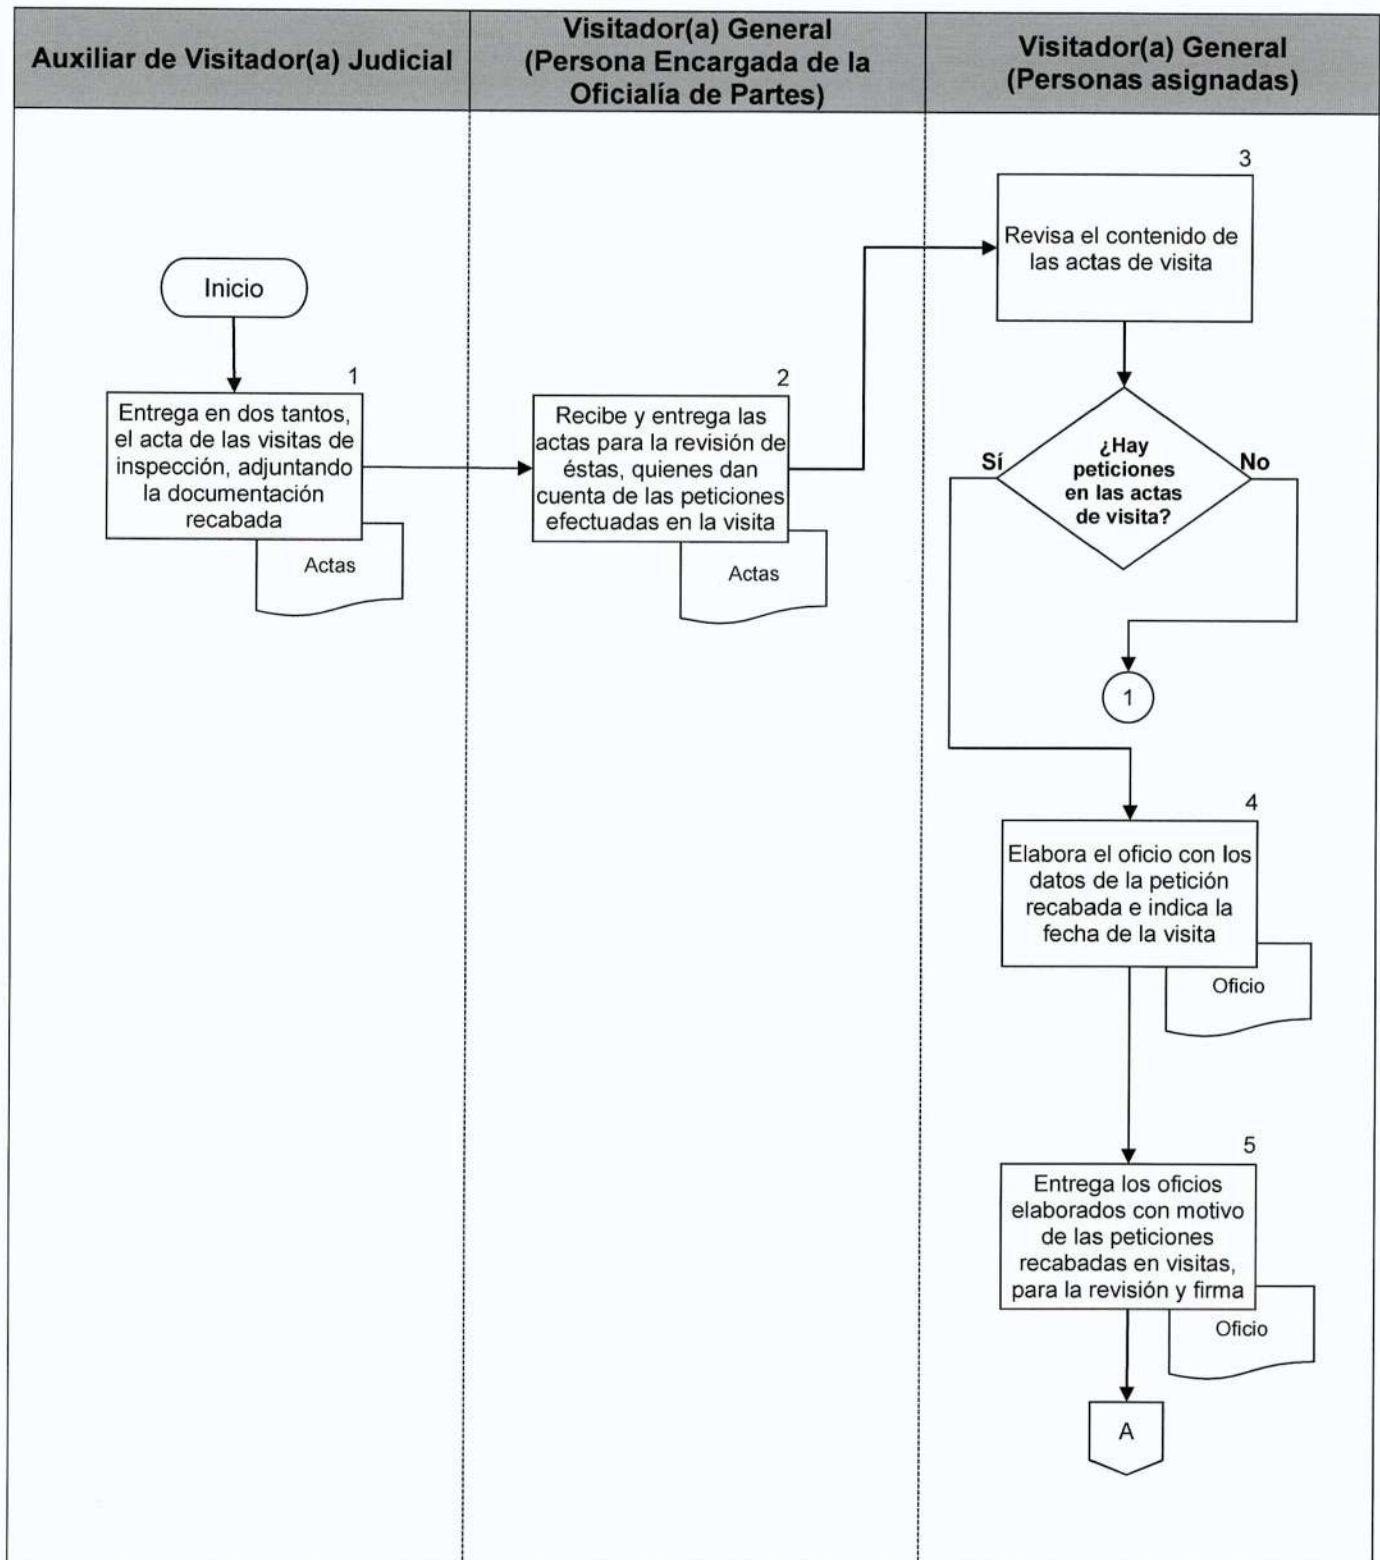 Auxiliar de Visitador(a) Judicial
Visitador(a) General
(Persona Encargada de la
Oficialía de Partes)
Visitador(a) General
(Personas asignadas)
Inicio
1
Entrega en dos tantos,
el acta de las visitas de
inspección, adjuntando
la documentación
recabada
Actas
2
Recibe y entrega las
actas para la revisión de
éstas, quienes dan
cuenta de las peticiones
efectuadas en la visita
Actas
3
Revisa el contenido de
las actas de visita
¿Hay
peticiones
en las actas
de visita?
Sí
No
1
4
Elabora el oficio con los
datos de la petición
recabada e indica la
fecha de la visita
Oficio
5
Entrega los oficios
elaborados con motivo
de las peticiones
recabadas en visitas,
para la revisión y firma
Oficio
A